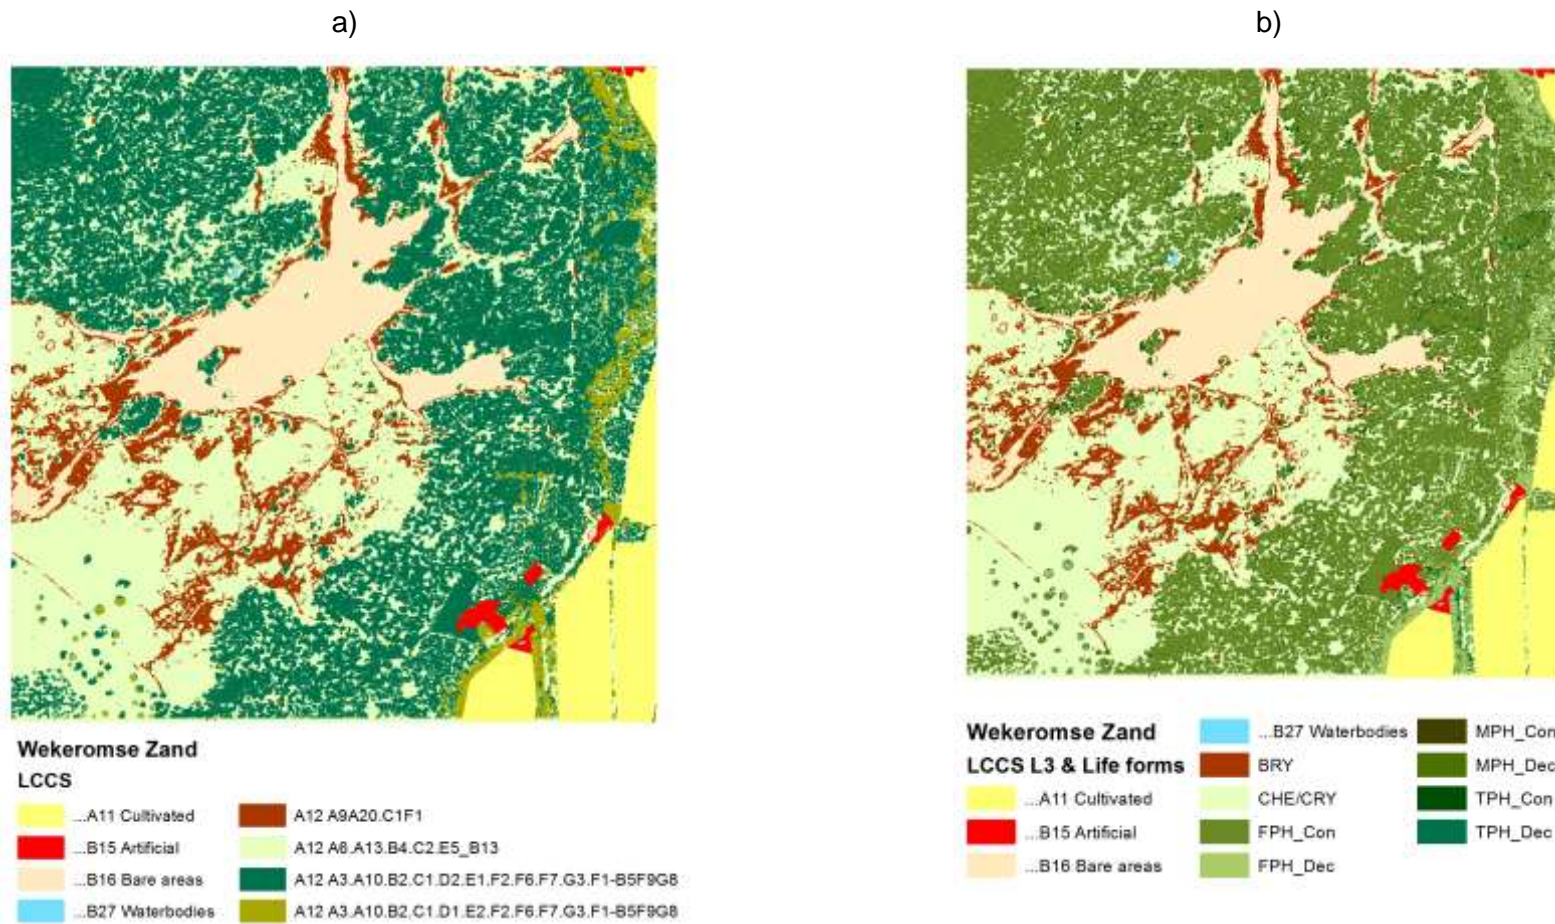 a)
b)
Wekeromse Zand
LCCS
...A11 Cultivated
...B15 Artificial
...B16 Bare areas
...B27 Waterbodies
A12 A9A20.C1F1
A12 A6.A13.B4.C2.E5_B13
A12 A3.A10.B2.C1.D2.E1.F2.F6.F7.G3.F1-B5F9G8
A12 A3.A10.B2.C1.D1.E2.F2.F6.F7.G3.F1-B5F9G8
Wekeromse Zand
LCCS L3 & Life forms
...A11 Cultivated
...B15 Artificial
...B16 Bare areas
...B27 Waterbodies
BRY
CHE/CRY
FPH_Con
FPH_Dec
MPH_Con
MPH_Dec
TPH_Con
TPH_Dec